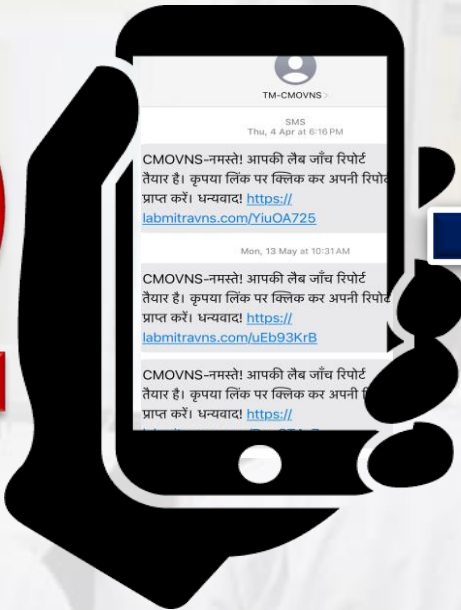 TM-CMOVNS >
SMS
Thu, 4 Apr at 6:16 PM
CMOVNS-नमस्ते! आपकी लैब जाँच रिपोर्ट
तैयार है। कृपया लिंक पर क्लिक कर अपनी
प्राप्त करें। धन्यवाद! https://
labmitravns.com/YiuOA725
Mon, 13 May at 10:31 AM
CMOVNS-नमस्ते! आपकी लैब जाँच रिपोर्ट
तैयार है। कृपया लिंक पर क्लिक कर अपनी
प्राप्त करें। धन्यवाद! https://
labmitravns.com/uEb93KrB
CMOVNS-नमस्ते! आपकी लैब जाँच रिपोर्ट
तैयार है। कृपया लिंक पर क्लिक कर अपनी
प्राप्त करें। धन्यवाद! https://